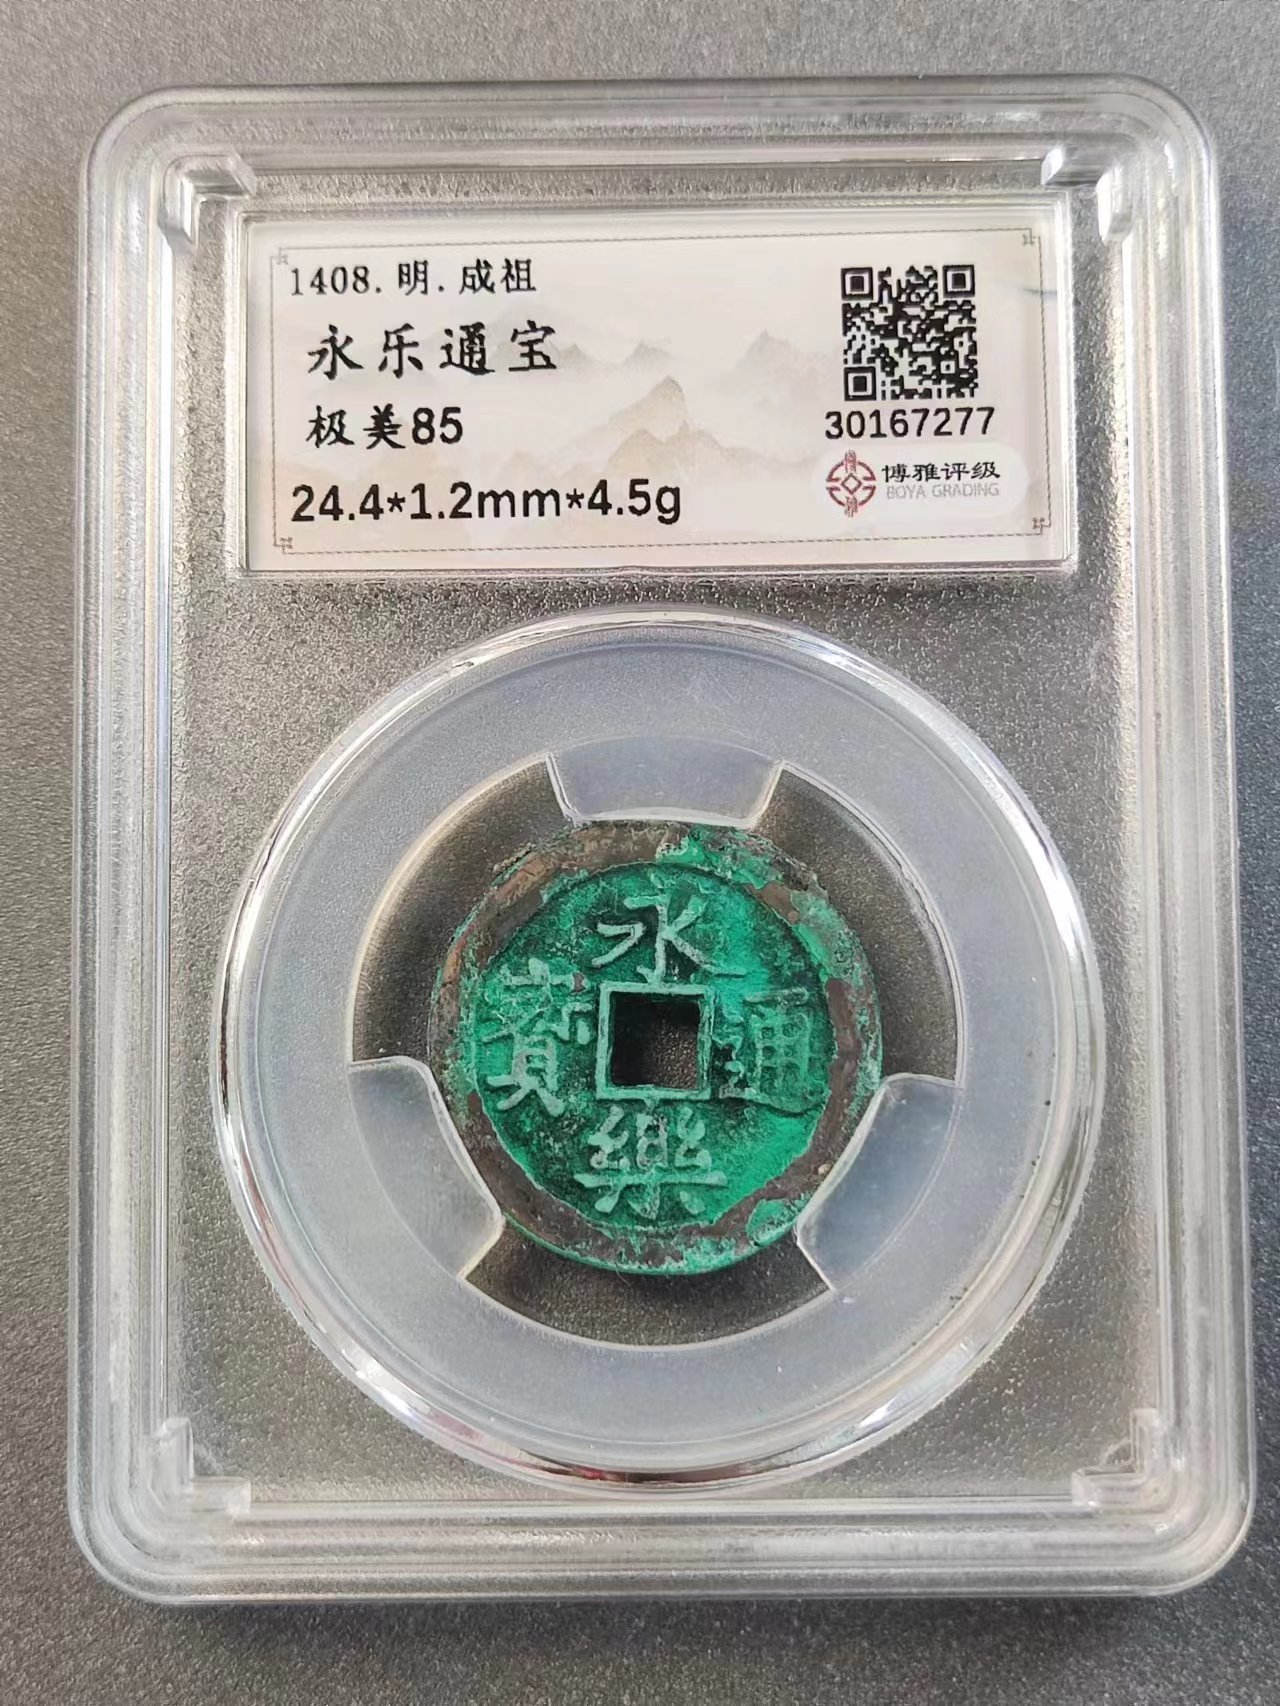 1408.明.成祖
永乐通宝
极美85
24.4*1.2mm*4.5g
30167277
博雅评级
BOYA GRADING
永樂通寳